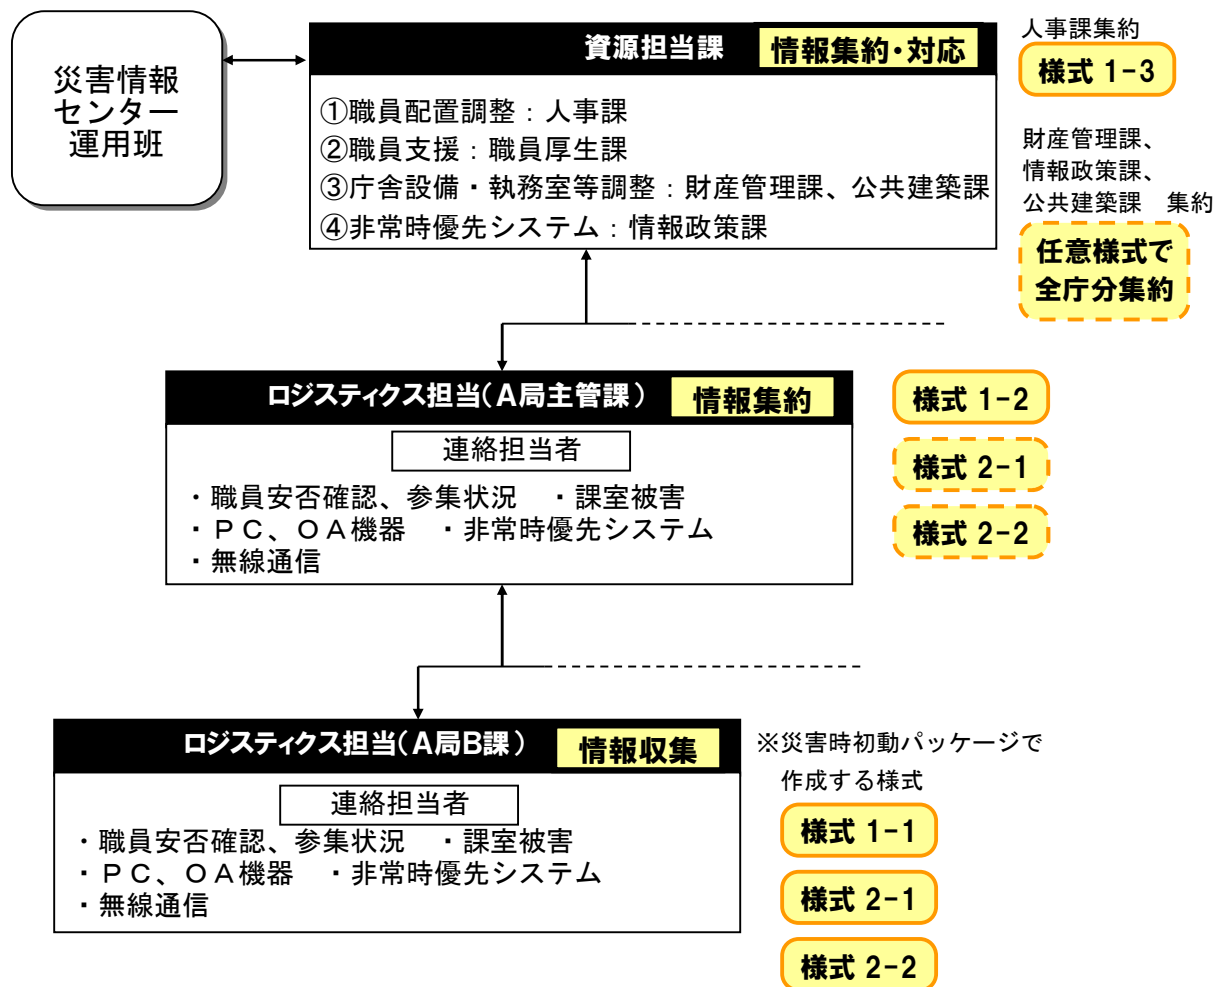 災害情報
センター
運用班
資源担当課
情報集約・対応
①職員配置調整：人事課
②職員支援：職員厚生課
③庁舎設備・執務室等調整：財産管理課、公共建築課
④非常時優先システム：情報政策課
人事課集約
様式 1-3
財産管理課、
情報政策課、
公共建築課　集約
任意様式で
全庁分集約
ロジスティクス担当（A局主管課）
情報集約
連絡担当者
・職員安否確認、参集状況　・課室被害
・ＰＣ、ＯＡ機器　・非常時優先システム
・無線通信
様式 1-2
様式 2-1
様式 2-2
ロジスティクス担当（A局B課）
情報収集
連絡担当者
・職員安否確認、参集状況　・課室被害
・ＰＣ、ＯＡ機器　・非常時優先システム
・無線通信
※災害時初動パッケージで
作成する様式
様式 1-1
様式 2-1
様式 2-2